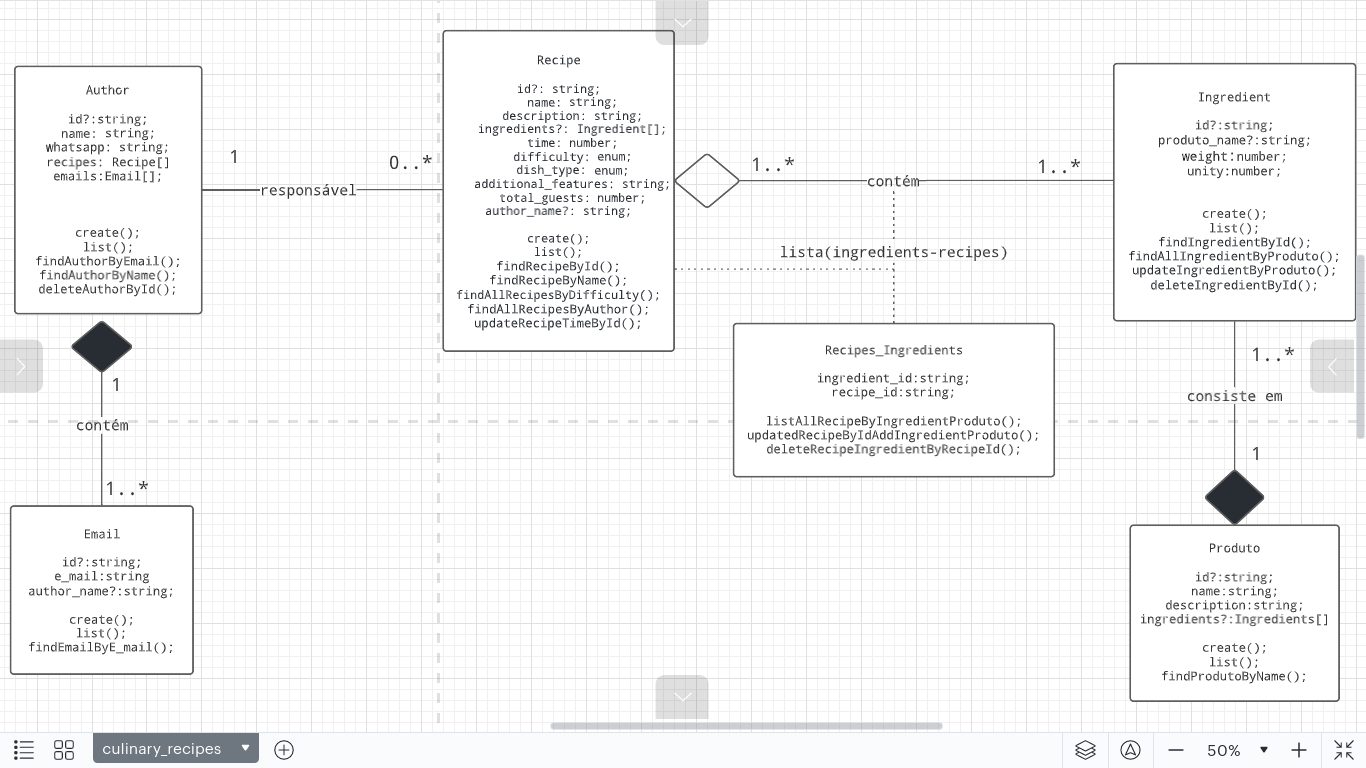 Author
id?:string;
name: string;
whatsapp: string;
recipes: Recipe[]
emails:Email[];
create();
list();
findAuthorByEmail();
findAuthorByName();
deleteAuthorById();
1
0..*
responsável
Recipe
id?: string;
name: string;
description: string;
ingredients?: Ingredient[];
time: number;
difficulty: enum;
dish_type: enum;
additional_features: string;
total_guests: number;
author_name?: string;
create();
list();
findRecipeById();
findRecipeByName();
findAllRecipesByDifficulty();
findAllRecipesByAuthor();
updateRecipeTimeById();
1..*
1..*
contém
lista(ingredients-recipes)
Ingredient
id?:string;
produto_name?:string;
weight:number;
unity:number;
create();
list();
findIngredientById();
findAllIngredientByProduto();
updateIngredientByProduto();
deleteIngredientById();
Recipes_Ingredients
ingredient_id:string;
recipe_id:string;
listAllRecipeByIngredientProduto();
updatedRecipeByIdAddIngredientProduto();
deleteRecipeIngredientByRecipeId();
1
contém
1..*
1..*
consiste em
1
Email
id?:string;
e_mail:string
author_name?:string;
create();
list();
findEmailByE_mail();
Produto
id?:string;
name:string;
description:string;
ingredients?:Ingredients[]
create();
list();
findProdutoByName();
culinary_recipes
50%